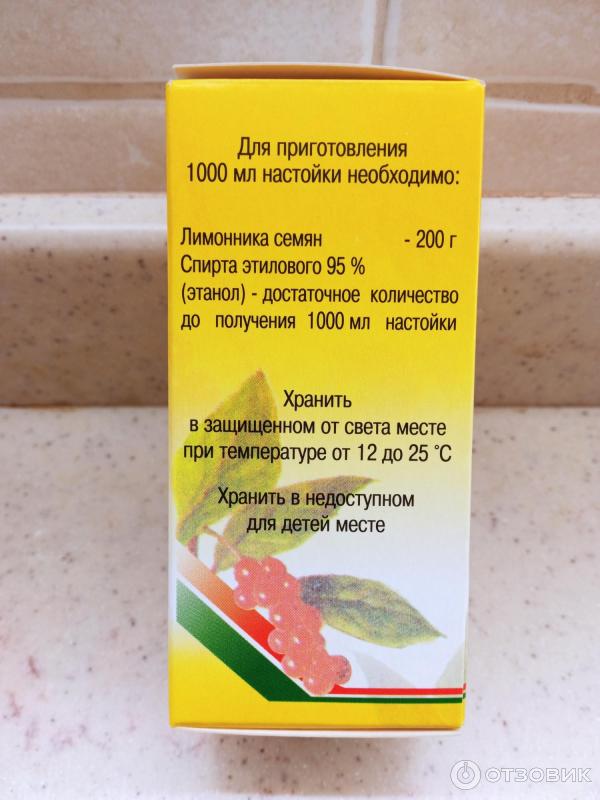 Для приготовления
1000 мл настойки необходимо:
Лимонника семян - 200 г
Спирта этилового 95 %
(этанол) - достаточное количество
до получения 1000 мл настойки
Хранить
в защищенном от света месте
при температуре от 12 до 25 °С
Хранить в недоступном
для детей месте
ОТЗОВИК